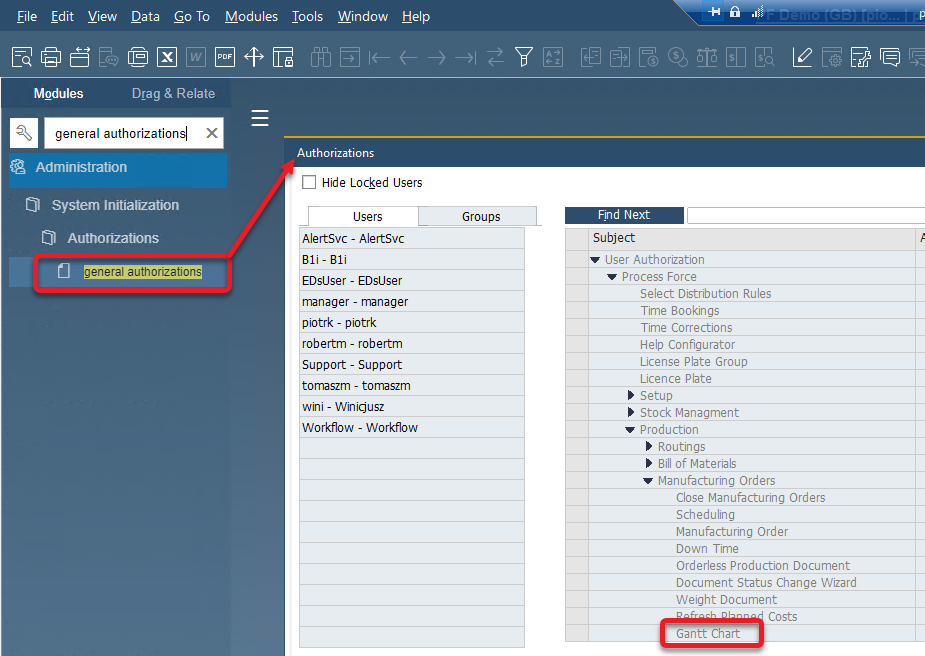 File Edit View Data Go To Modules Tools Window Help
F Demo (GB) [pio...
W PDF
Modules Drag & Relate
general authorizations
Administration
System Initialization
Authorizations
general authorizations
Authorizations
Hide Locked Users
Users Groups
AlertSvc - AlertSvc
B1i - B1i
EDsUser - EDsUser
manager - manager
piotrk - piotrk
robertm - robertm
Support - Support
tomaszm - tomaszm
wini - Winicjusz
Workflow - Workflow
Find Next
Subject
User Authorization
Process Force
Select Distribution Rules
Time Bookings
Time Corrections
Help Configurator
License Plate Group
Licence Plate
Setup
Stock Managment
Production
Routings
Bill of Materials
Manufacturing Orders
Close Manufacturing Orders
Scheduling
Manufacturing Order
Down Time
Orderless Production Document
Document Status Change Wizard
Weight Document
Refresh Planned Costs
Gantt Chart